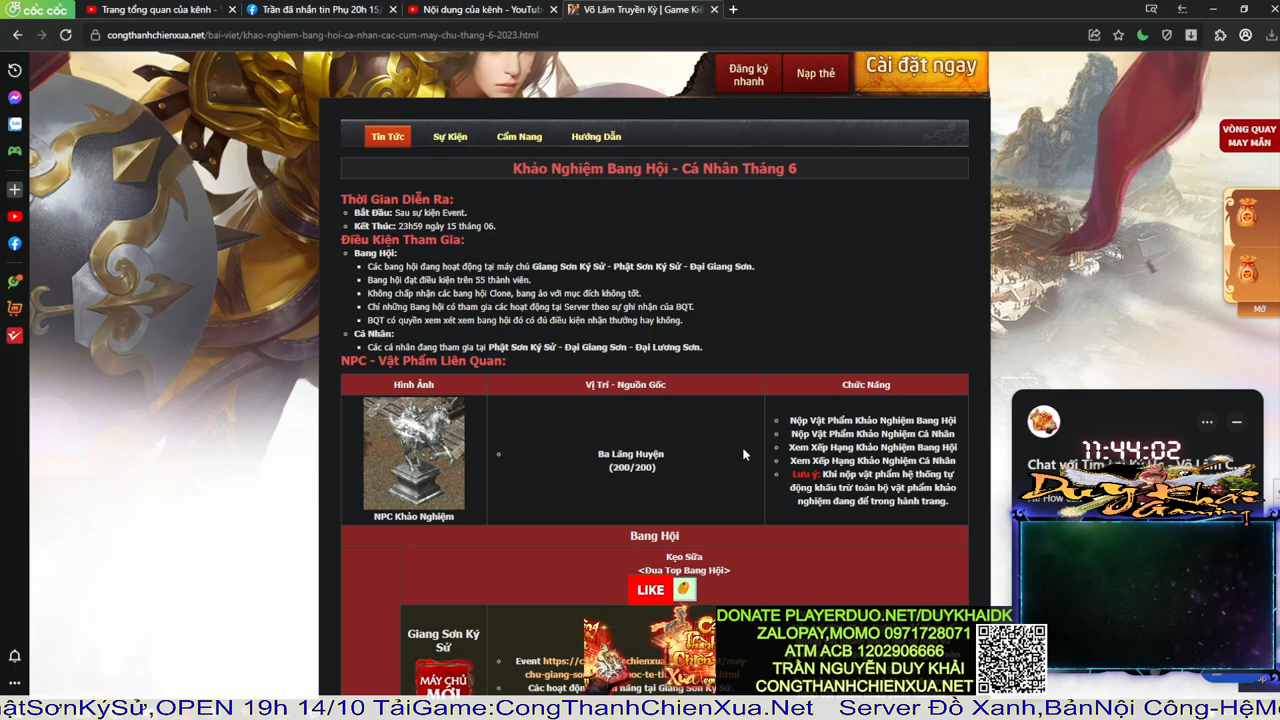 cốc cốc
Trang tổng quan của kênh -
Trần đã nhắn tin Phụ 20h 15/
Nội dung của kênh - YouTube
Võ Lâm Truyền Kỳ | Game Kiế
congthanhchienxua.net/bai-viet/khao-nghiem-bang-hoi-ca-nhan-cac-cum-may-chu-thang-6-2023.html
Đăng ký nhanh
Nạp thẻ
Cài đặt ngay
Tin Tức
Sự Kiện
Cẩm Nang
Hướng Dẫn
VÒNG QUAY MAY MẮN
Mở
Khảo Nghiệm Bang Hội - Cá Nhân Tháng 6
Thời Gian Diễn Ra:
Bắt Đầu: Sau sự kiện Event.
Kết Thúc: 23h59 ngày 15 tháng 06.
Điều Kiện Tham Gia:
Bang Hội:
Các bang hội đang hoạt động tại máy chủ Giang Sơn Ký Sử - Phật Sơn Ký Sử - Đại Giang Sơn.
Bang hội đạt điều kiện trên 55 thành viên.
Không chấp nhận các bang hội Clone, bang ảo với mục đích không tốt.
Chỉ những Bang hội có tham gia các hoạt động tại Server theo sự ghi nhận của BQT.
BQT có quyền xem xét xem bang hội đó có đủ điều kiện nhận thưởng hay không.
Cá Nhân:
Các cá nhân đang tham gia tại Phật Sơn Ký Sử - Đại Giang Sơn - Đại Lương Sơn.
NPC - Vật Phẩm Liên Quan:
Hình Ảnh
Vị Trí - Nguồn Gốc
Chức Năng
NPC Khảo Nghiệm
Ba Lăng Huyện
(200/200)
Nộp Vật Phẩm Khảo Nghiệm Bang Hội
Nộp Vật Phẩm Khảo Nghiệm Cá Nhân
Xem Xếp Hạng Khảo Nghiệm Bang Hội
Xem Xếp Hạng Khảo Nghiệm Cá Nhân
Lưu ý: Khi nộp vật phẩm hệ thống tự
động khấu trừ toàn bộ vật phẩm khảo
nghiệm đang để trong hành trang.
Bang Hội
Kẹo Sữa
<Đua Top Bang Hội>
LIKE
Giang Sơn Ký
Sử
MÁY CHỦ
MỚI
11:44:02
Duy Khải
Gaming
DONATE PLAYERDUO.NET/DUYKHAIDK
ZALOPAY,MOMO 0971728071
ATM ACB 1202906666
TRẦN NGUYỄN DUY KHẢI
CONGTHANHCHIENXUA.NET
hậtSơnKýSử,OPEN 19h 14/10 TảiGame:CongThanhChienXua.Net Server Đồ Xanh,BảnNội Công-HệM